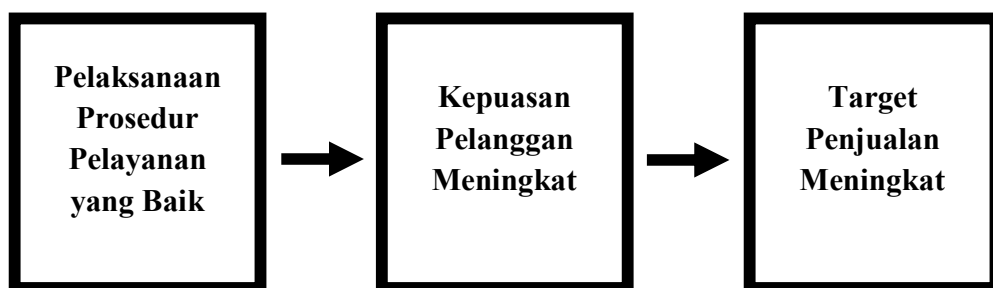 Pelaksanaan
Prosedur
Pelayanan
yang Baik
Kepuasan
Pelanggan
Meningkat
Target
Penjualan
Meningkat